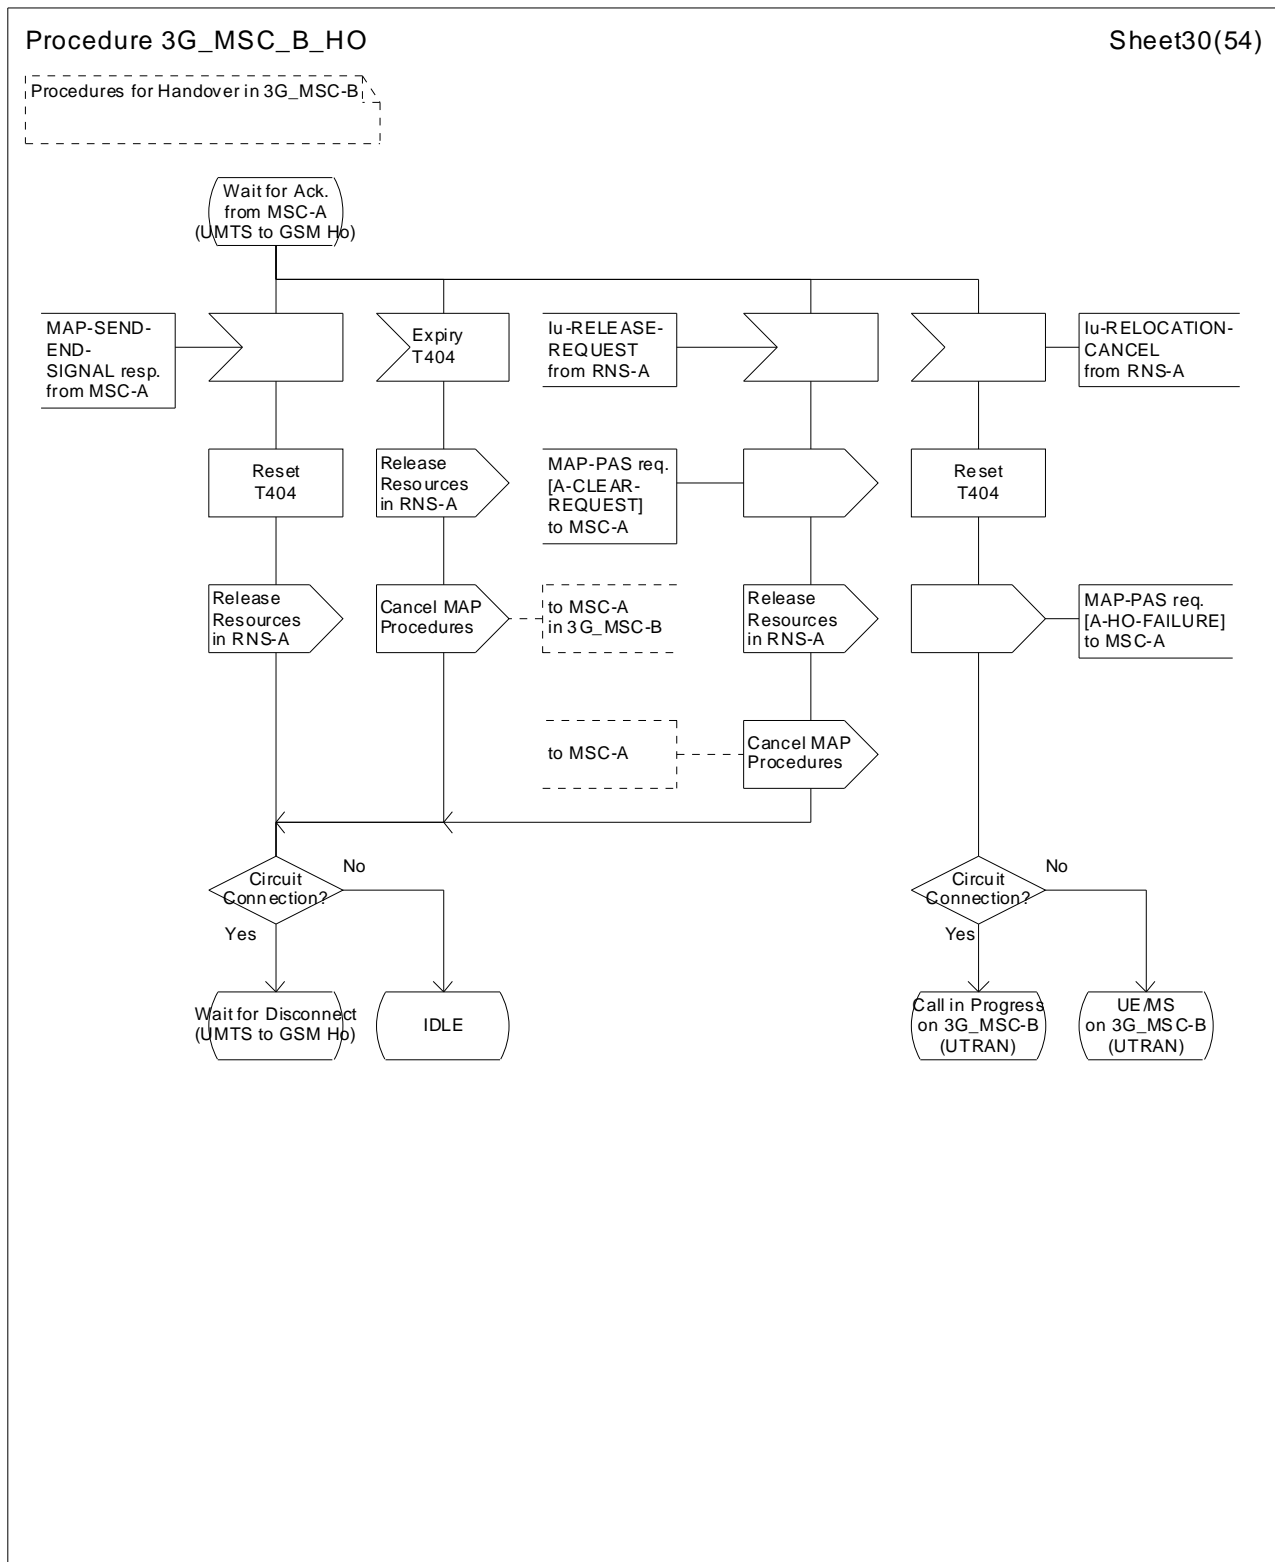 Procedure 3G_MSC_B_HO
Sheet30(54)
Procedures for Handover in 3G_MSC-B
Wait for Ack.
from MSC-A
(UMTS to GSM Ho)
MAP-SEND-
END-
SIGNAL resp.
from MSC-A
Expiry
T404
Iu-RELEASE-
REQUEST
from RNS-A
Iu-RELOCATION-
CANCEL
from RNS-A
Reset
T404
Release
Resources
in RNS-A
MAP-PAS req.
[A-CLEAR-
REQUEST]
to MSC-A
Reset
T404
Release
Resources
in RNS-A
Cancel MAP
Procedures
to MSC-A
in 3G_MSC-B
Release
Resources
in RNS-A
MAP-PAS req.
[A-HO-FAILURE]
to MSC-A
to MSC-A
Cancel MAP
Procedures
Circuit
Connection?
No
Yes
Circuit
Connection?
No
Yes
Wait for Disconnect
(UMTS to GSM Ho)
IDLE
Call in Progress
on 3G_MSC-B
(UTRAN)
UE/MS
on 3G_MSC-B
(UTRAN)